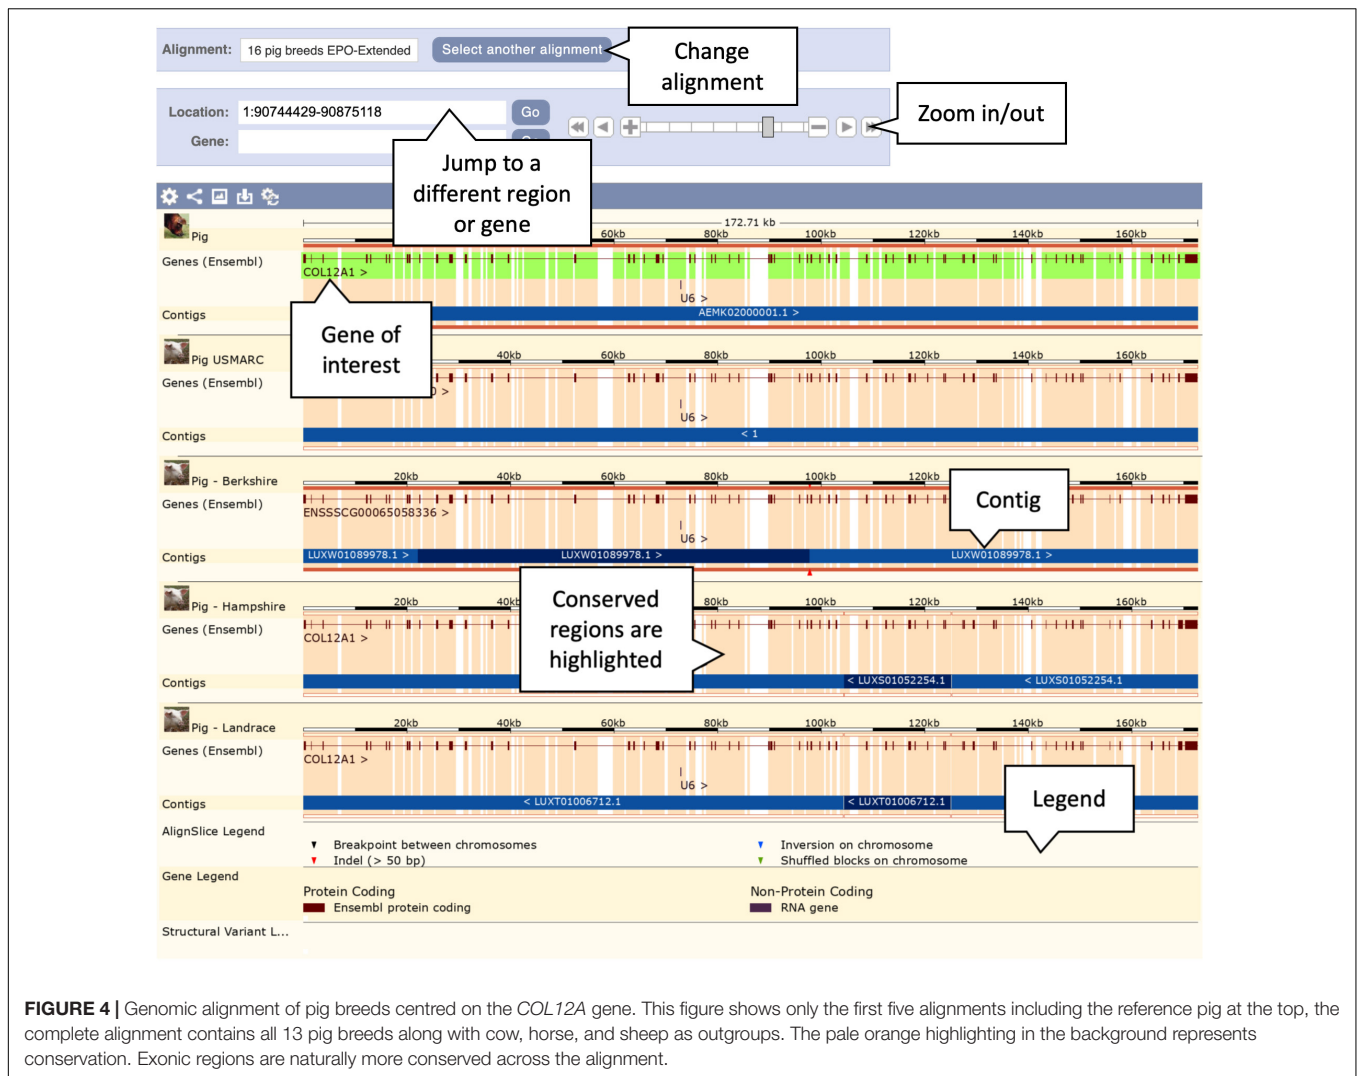 Alignment: 16 pig breeds EPO-Extended Select another alignment
Change
alignment
Location: 1:90744429-90875118 Go
Gene:
Zoom in/out
Jump to a
different region
or gene
172.71 kb
Pig
60kb 80kb 100kb 120kb 140kb 160kb
Genes (Ensembl)
COL12A1 >
U6 >
Contigs
AEMK02000001.1 >
Gene of
interest
Pig USMARC
40kb 60kb 80kb 100kb 120kb 140kb 160kb
Genes (Ensembl)
U6 >
Contigs
< 1
Pig - Berkshire
20kb 40kb 60kb 80kb 100kb 120kb 140kb 160kb
Genes (Ensembl)
ENSSSCG00065058336 >
U6 >
Contig
Contigs
LUXW01089978.1 > LUXW01089978.1 > LUXW01089978.1 >
Pig - Hampshire
20kb 80kb 100kb 120kb 140kb 160kb
Genes (Ensembl)
COL12A1 >
Conserved
regions are
highlighted
Contigs
< LUXS01052254.1 < LUXS01052254.1
Pig - Landrace
20kb 40kb 60kb 80kb 100kb 120kb 140kb 160kb
Genes (Ensembl)
COL12A1 >
U6 >
Contigs
< LUXT01006712.1 < LUXT01006712.1
Legend
AlignSlice Legend
Breakpoint between chromosomes Inversion on chromosome
Indel (> 50 bp) Shuffled blocks on chromosome
Gene Legend
Protein Coding Non-Protein Coding
Ensembl protein coding RNA gene
Structural Variant L...
FIGURE 4 | Genomic alignment of pig breeds centred on the COL12A gene. This figure shows only the first five alignments including the reference pig at the top, the
complete alignment contains all 13 pig breeds along with cow, horse, and sheep as outgroups. The pale orange highlighting in the background represents
conservation. Exonic regions are naturally more conserved across the alignment.